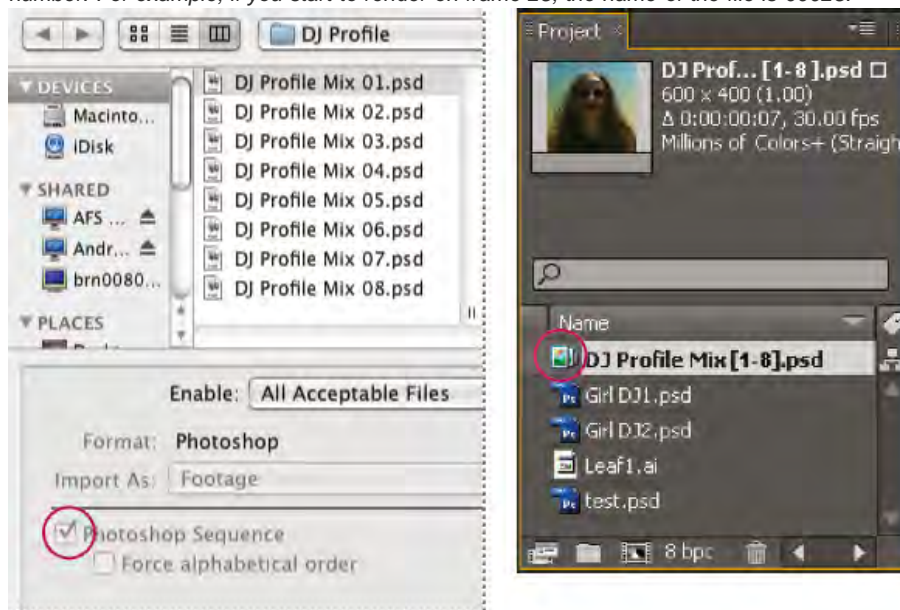 DJ Profile
DEVICES
Macinto...
iDisk
SHARED
AFS ...
Andr...
brn0080...
PLACES
DJ Profile Mix 01.psd
DJ Profile Mix 02.psd
DJ Profile Mix 03.psd
DJ Profile Mix 04.psd
DJ Profile Mix 05.psd
DJ Profile Mix 06.psd
DJ Profile Mix 07.psd
DJ Profile Mix 08.psd
Enable: All Acceptable Files
Format: Photoshop
Import As: Footage
Photoshop Sequence
Force alphabetical order
Project
DJ Prof... [1-8].psd
600 x 400 (1.00)
Δ 0:00:00:07, 30.00 fps
Millions of Colors+ (Straigh
Name
DJ Profile Mix [1-8].psd
Girl DJ1.psd
Girl DJ2.psd
Leaf1.ai
test.psd
8 bpc